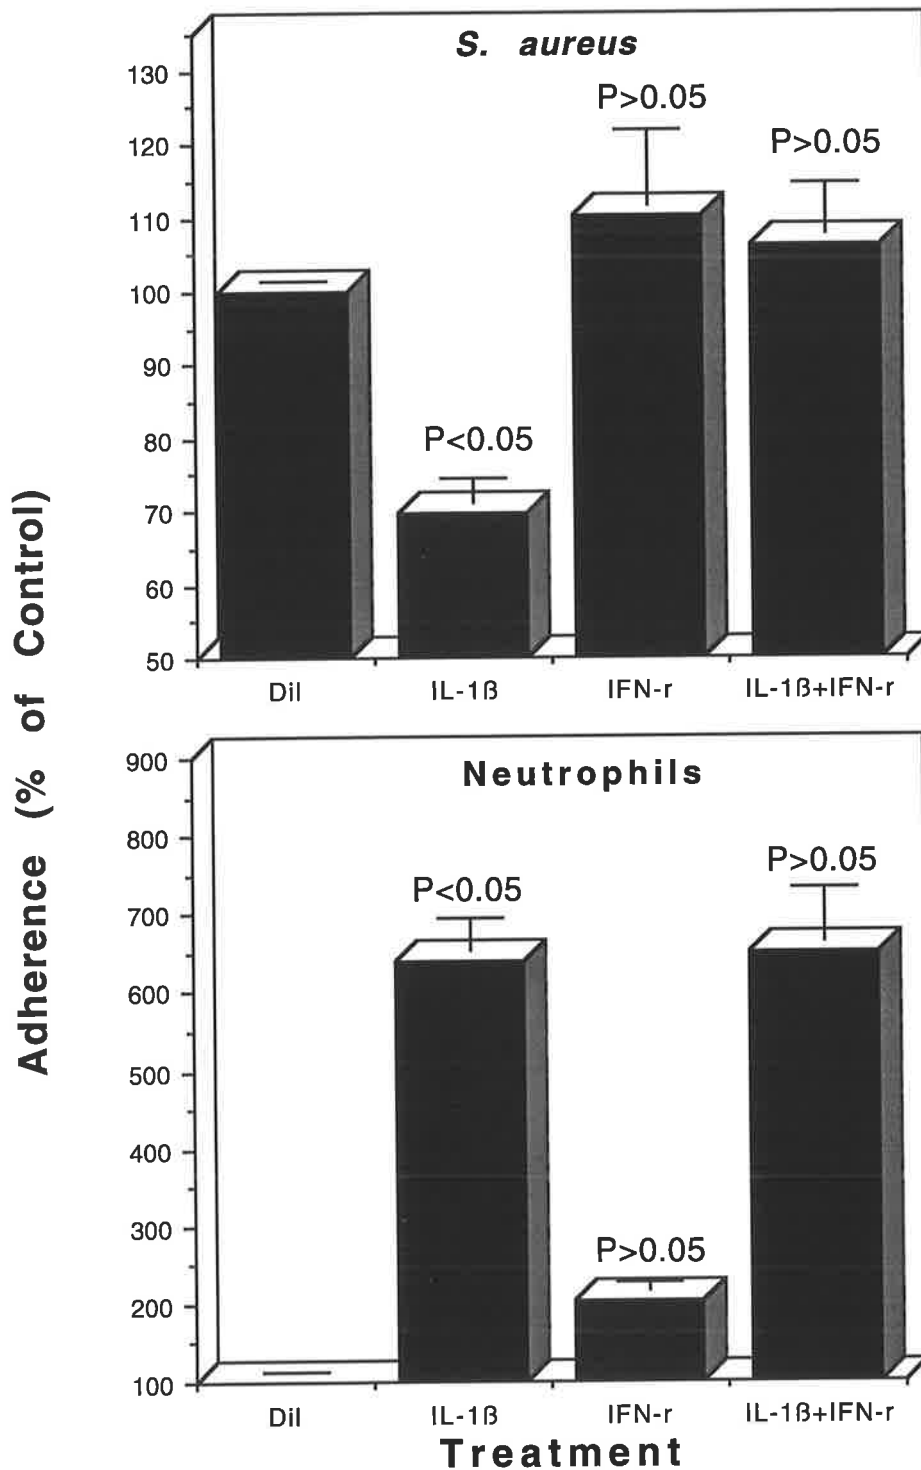 S. aureus
130
120
110
100
90
80
70
60
50
P>0.05
P>0.05
P<0.05
Dil
IL-1ß
IFN-r
IL-1ß+IFN-r
Adherence (% of Control)
Neutrophils
900
800
700
600
500
400
300
200
100
P<0.05
P>0.05
P>0.05
Dil
IL-1ß
IFN-r
IL-1ß+IFN-r
Treatment